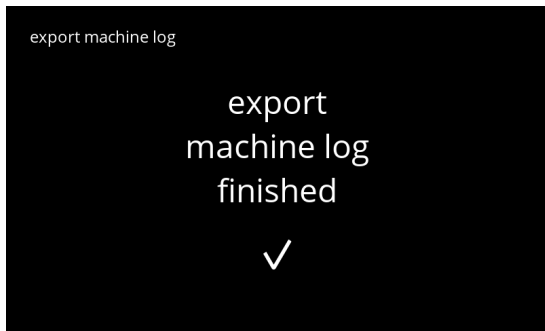 export machine log
export
machine log
finished